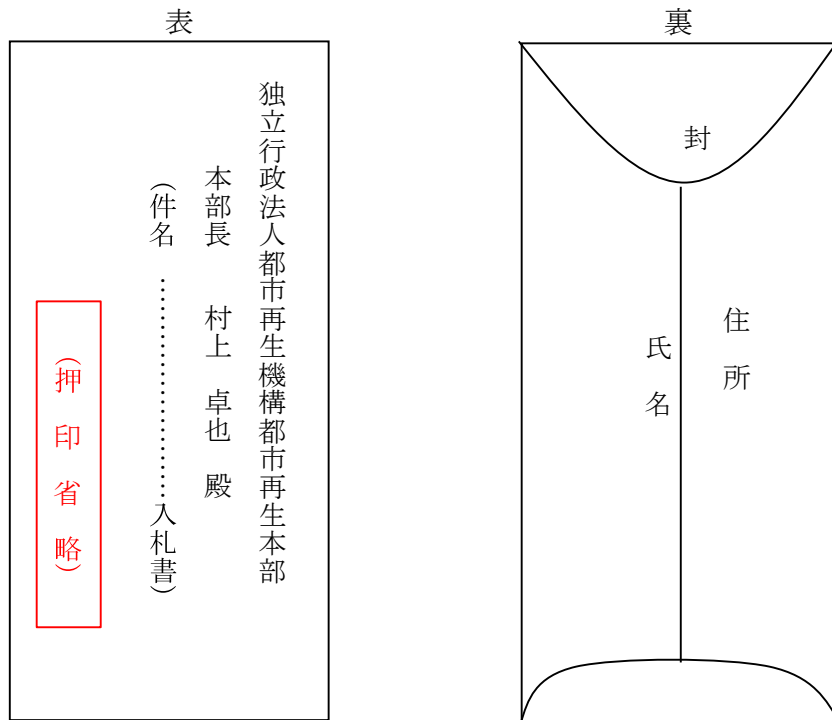 表
独立行政法人都市再生機構都市再生本部
本部長　村上　卓也　殿
(件名　……………………入札書)
(押印省略)
裏
封
住所
氏名